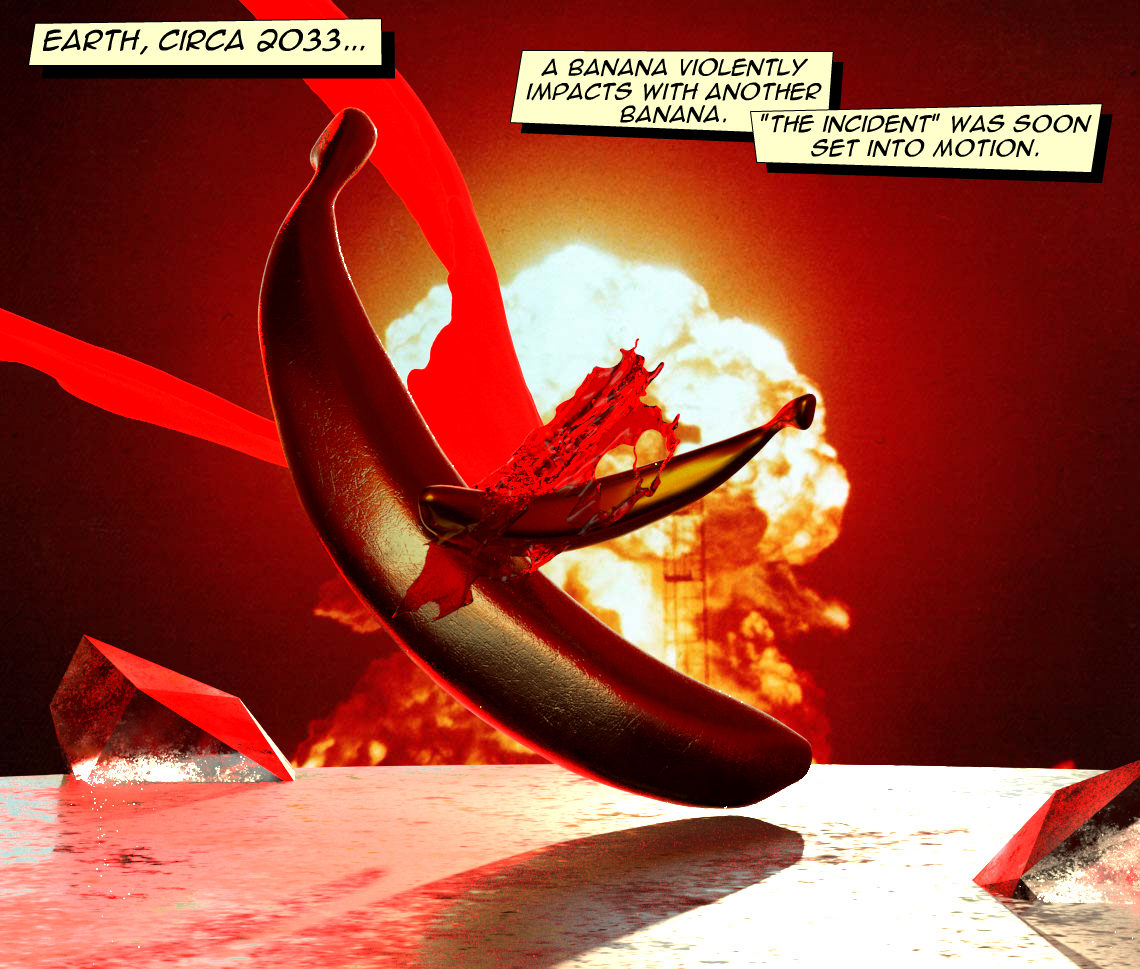 EARTH, CIRCA 2033...
A BANANA VIOLENTLY
IMPACTS WITH ANOTHER
BANANA.
"THE INCIDENT" WAS SOON
SET INTO MOTION.